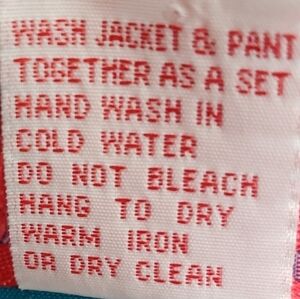 WASH JACKET & PANT
TOGETHER AS A SET
HAND WASH IN
COLD WATER
DO NOT BLEACH
HANG TO DRY
WARM IRON
OR DRY CLEAN